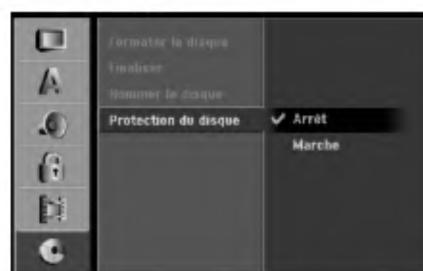 Formater le disque
Finaliser
Nommer le disque
Protection du disque
✔ Arrêt
Marche
A